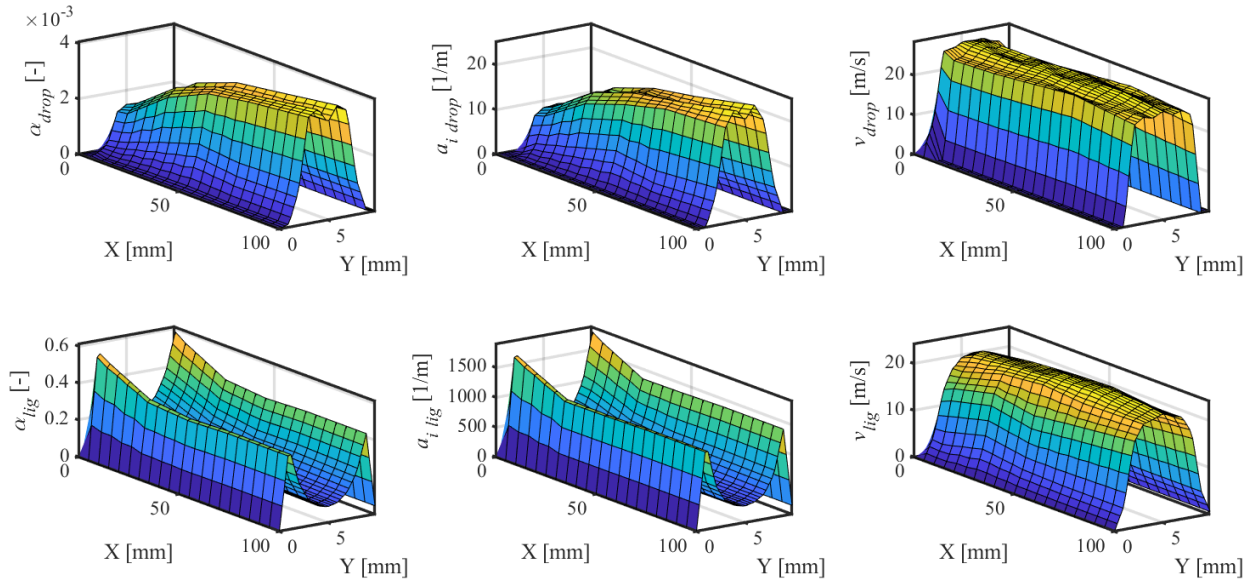 ×10⁻³
4
2
0
α_drop [-]
0
50
100
X [mm]
0
5
Y [mm]
20
10
0
a_i drop [1/m]
0
50
100
X [mm]
0
5
Y [mm]
20
10
0
v_drop [m/s]
0
50
100
X [mm]
0
5
Y [mm]
0.6
0.4
0.2
0
α_lig [-]
0
50
100
X [mm]
0
5
Y [mm]
1500
1000
500
0
a_i lig [1/m]
0
50
100
X [mm]
0
5
Y [mm]
20
10
0
v_lig [m/s]
0
50
100
X [mm]
0
5
Y [mm]